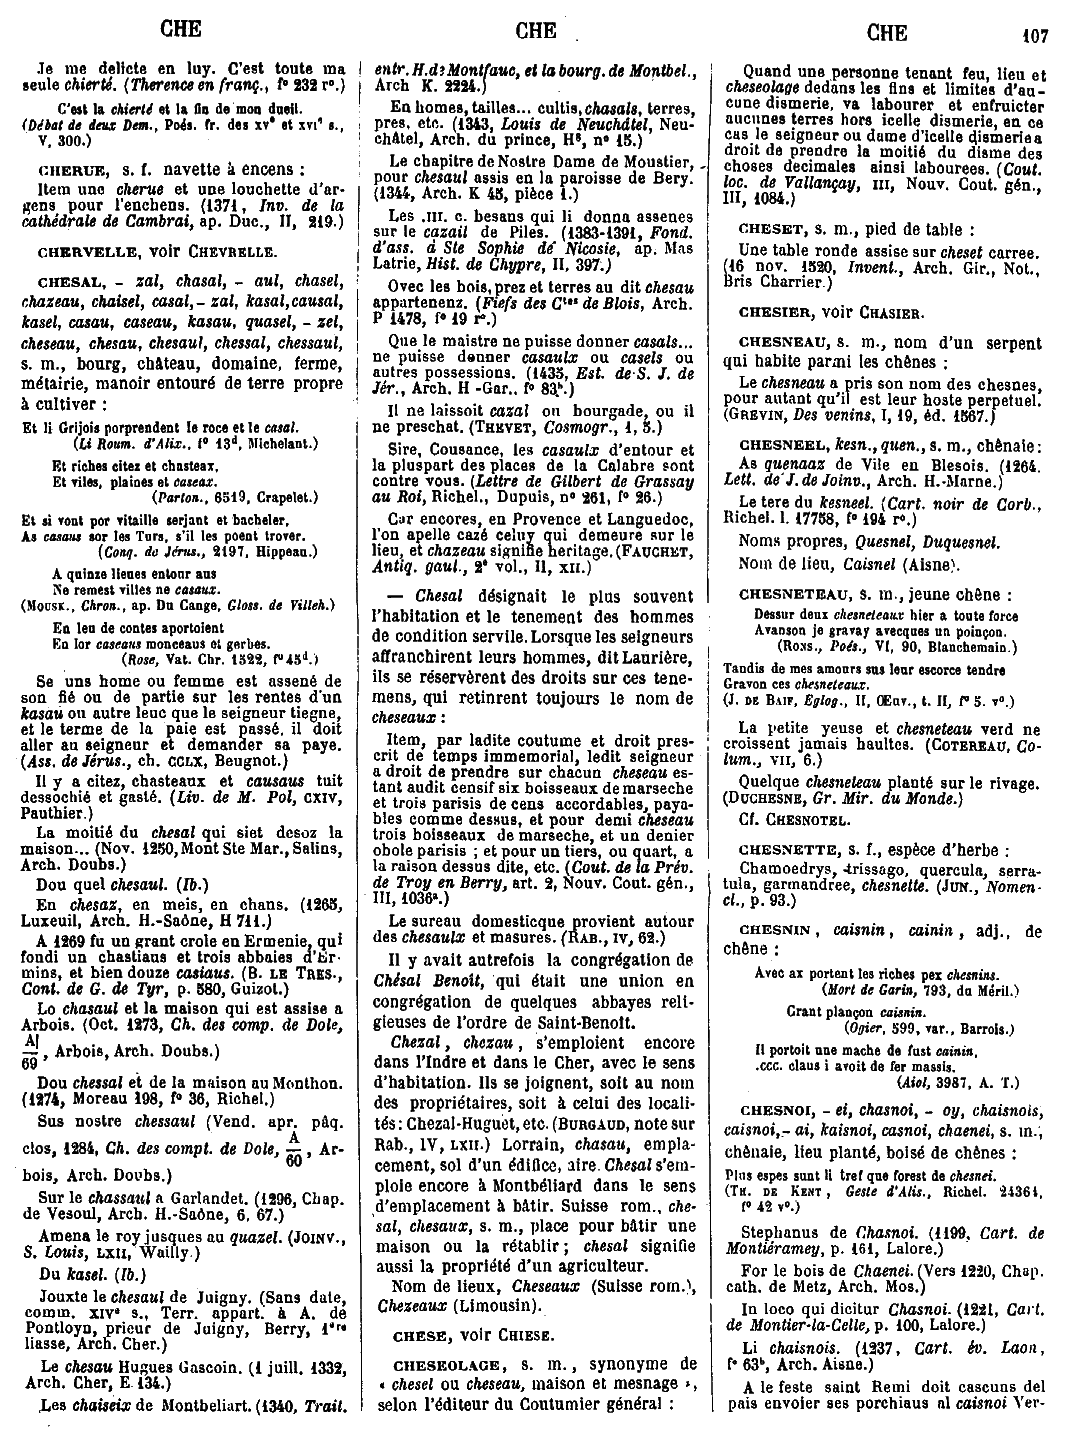 CHE
CHE
CHE
107
Je me delicte en luy. C'est toute ma
seule chierté. (Therence en franç., f° 232 r°.)
C'est la chierté et la fin de mon dueil.
(Débat de deux Dem., Poés. fr. des xvᵉ et xviᵉ s.,
V, 300.)
CHERUE, s. f. navette à encens :
Item une cherue et une louchette d'ar-
gens pour l'enchens. (1371, Inv. de la
cathédrale de Cambrai, ap. Duc., II, 219.)
CHERVELLE, voir CHEVRELLE.
CHESAL, – zal, chasal, – aul, chasel,
chazeau, chaisel, casal, – zal, kasal, causal,
kasel, casau, caseau, kasau, quasel, – zel,
cheseau, chesau, chesaul, chessal, chessaul,
s. m., bourg, château, domaine, ferme,
métairie, manoir entouré de terre propre
à cultiver :
Et li Grijois porprendent le roce et le casal.
(Li Roum. d'Alix., f° 13ᵈ, Michelant.)
Et riches citez et chasteax,
Et viles, plaines et caseax.
(Parton., 6519, Crapelet.)
Et si vont por vitaille serjant et bacheler,
As casaus sor les Turs, s'il les poent trover.
(Conq. de Jérus., 2197, Hippeau.)
A quinze lieues entour aus
Ne remest villes ne casaux.
(MOUSK., Chron., ap. Du Cange, Gloss. de Villeh.)
En leu de contes aportoient
En lor caseaus monceaus et gerbes.
(Rose, Vat. Chr. 1522, f° 45ᵈ.)
Se uns home ou femme est assené de
son fié ou de partie sur les rentes d'un
kasau ou autre leuc que le seigneur tiegne,
et le terme de la paie est passé, il doit
aller au seigneur et demander sa paye.
(Ass. de Jérus., ch. CCLX, Beugnot.)
Il y a citez, chasteaux et causaus tuit
dessochié et gasté. (Liv. de M. Pol, CXIV,
Pauthier.)
La moitié du chesal qui siet desoz la
maison... (Nov. 1250, Mont Ste Mar., Salins,
Arch. Doubs.)
Dou quel chesaul. (Ib.)
En chesaz, en meis, en chans. (1265,
Luxeuil, Arch. H.-Saône, H 711.)
A 1269 fu un grant crole en Ermenie, qui
fondi un chastiaus et trois abbaies d'Er-
mins, et bien douze casiaus. (B. LE TRES.,
Cont. de G. de Tyr, p. 580, Guizot.)
Lo chasaul et la maison qui est assise a
Arbois. (Oct. 1273, Ch. des comp. de Dole,
A/69, Arbois, Arch. Doubs.)
Dou chessal et de la maison au Monthon.
(1274, Moreau 198, f° 36, Richel.)
Sus nostre chessaul (Vend. apr. pâq.
clos, 1284, Ch. des compt. de Dole, A/60, Ar-
bois, Arch. Doubs.)
Sur le chassaul a Garlandet. (1296, Chap.
de Vesoul, Arch. H.-Saône, 6, 67.)
Amena le roy jusques au quazel. (JOINV.,
S. Louis, LXII, Wailly.)
Du kasel. (Ib.)
Jouxte le chesaul de Juigny. (Sans date,
comm. XIVᵉ s., Terr. appart. à A. de
Pontloyn, prieur de Juigny, Berry, 1ʳᵉ
liasse, Arch. Cher.)
Le chesau Hugues Gascoin. (1 juill. 1332,
Arch. Cher, E 134.)
Les chaiseix de Montbeliart. (1340, Trait.
entr. H. de Montfauc, et la bourg. de Montbel.,
Arch K. 2224.)
En homes, tailles... cultis, chasals, terres,
pres, etc. (1343, Louis de Neuchâtel, Neu-
châtel, Arch. du prince, H⁸, n° 15.)
Le chapitre de Nostre Dame de Moustier,
pour chesaul assis en la paroisse de Bery.
(1344, Arch. K 45, pièce 1.)
Les .III. c. besans qui li donna assenes
sur le cazail de Piles. (1383-1391, Fond.
d'ass. à Ste Sophie de Nicosie, ap. Mas
Latrie, Hist. de Chypre, II, 397.)
Ovec les bois, prez et terres au dit chesau
appartenenz. (Fiefs des Cᵗᵉˢ de Blois, Arch.
P 1478, f° 19 r°.)
Que le maistre ne puisse donner casals...
ne puisse donner casaulx ou casels ou
autres possessions. (1435, Est. de S. J. de
Jér., Arch. H.-Gar., f° 83ᵇ.)
Il ne laissoit cazal ou bourgade, ou il
ne preschat. (THEVET, Cosmogr., I, 5.)
Sire, Cousance, les casaulx d'entour et
la pluspart des places de la Calabre sont
contre vous. (Lettre de Gilbert de Grassay
au Roi, Richel., Dupuis, n° 261, f° 26.)
Car encores, en Provence et Languedoc,
l'on apelle cazé celuy qui demeure sur le
lieu, et chazeau signifie heritage. (FAUCHET,
Antiq. gaul., 2ᵉ vol., II, XII.)
— Chesal désignait le plus souvent
l'habitation et le tenement des hommes
de condition servile. Lorsque les seigneurs
affranchirent leurs hommes, dit Laurière,
ils se réservèrent des droits sur ces tene-
mens, qui retinrent toujours le nom de
cheseaux :
Item, par ladite coutume et droit pres-
crit de temps immemorial, ledit seigneur
a droit de prendre sur chacun cheseau es-
tant audit censif six boisseaux de marseche
et trois parisis de cens accordables, paya-
bles comme dessus, et pour demi cheseau
trois boisseaux de marseche, et un denier
obole parisis ; et pour un tiers, ou quart, a
la raison dessus dite, etc. (Cout. de la Prév.
de Troy en Berry, art. 2, Nouv. Cout. gén.,
III, 1036ᵃ.)
Le sureau domesticque provient autour
des chesaulx et masures. (RAB., IV, 62.)
Il y avait autrefois la congrégation de
Chésal Benoît, qui était une union en
congrégation de quelques abbayes reli-
gieuses de l'ordre de Saint-Benoît.
Chezal, chezau, s'emploient encore
dans l'Indre et dans le Cher, avec le sens
d'habitation. Ils se joignent, soit au nom
des propriétaires, soit à celui des locali-
tés : Chezal-Huguet, etc. (BURGAUD, note sur
Rab., IV, LXII.) Lorrain, chasau, empla-
cement, sol d'un édifice, aire. Chesal s'em-
ploie encore à Montbéliard dans le sens
d'emplacement à bâtir. Suisse rom., che-
sal, chesaux, s. m., place pour bâtir une
maison ou la rétablir ; chesal signifie
aussi la propriété d'un agriculteur.
Nom de lieux, Cheseaux (Suisse rom.),
Chezeaux (Limousin).
CHESE, voir CHIESE.
CHESEOLAGE, s. m., synonyme de
« chesel ou cheseau, maison et mesnage »,
selon l'éditeur du Coutumier général :
Quand une personne tenant feu, lieu et
cheseolage dedans les fins et limites d'au-
cune dismerie, va labourer et enfruicter
aucunes terres hors icelle dismerie, en ce
cas le seigneur ou dame d'icelle dismerie a
droit de prendre la moitié du disme des
choses decimales ainsi labourees. (Cout.
loc. de Vallançay, III, Nouv. Cout. gén.,
III, 1084.)
CHESET, s. m., pied de table :
Une table ronde assise sur cheset carree.
(16 nov. 1520, Invent., Arch. Gir., Not.,
Bris Charrier.)
CHESIER, voir CHASIER.
CHESNEAU, s. m., nom d'un serpent
qui habite parmi les chênes :
Le chesneau a pris son nom des chesnes,
pour autant qu'il est leur hoste perpetuel.
(GREVIN, Des venins, I, 19, éd. 1567.)
CHESNEEL, kesn., quen., s. m., chênaie :
As quenaaz de Vile en Blesois. (1264.
Lett. de J. de Joinv., Arch. H.-Marne.)
Le tere du kesneel. (Cart. noir de Corb.,
Richel. l. 17758, f° 194 r°.)
Noms propres, Quesnel, Duquesnel.
Nom de lieu, Caisnel (Aisne).
CHESNETEAU, s. m., jeune chêne :
Dessur deux chesneteaux hier a toute force
Avanson je gravay avecques un poinçon.
(RONS., Poés., VI, 90, Blanchemain.)
Tandis de mes amours sus leur escorce tendre
Gravon ces chesneteaux.
(J. DE BAIF, Eglog., II, Œuv., t. II, f° 5. v°.)
La petite yeuse et chesneteau verd ne
croissent jamais haultes. (COTEREAU, Co-
lum., VII, 6.)
Quelque chesneteau planté sur le rivage.
(DUCHESNE, Gr. Mir. du Monde.)
Cf. CHESNOTEL.
CHESNETTE, s. f., espèce d'herbe :
Chamoedrys, trissago, quercula, serra-
tula, garmandree, chesnette. (JUN., Nomen-
cl., p. 93.)
CHESNIN, caisnin, cainin, adj., de
chêne :
Avec ax portent les riches pex chesnins.
(Mort de Garin, 793, du Méril.)
Grant plançon caisnin.
(Ogier, 599, var., Barrois.)
Il portoit une mache de fust cainin,
.ccc. claus i avoit de fer massis.
(Aiol, 3987, A. T.)
CHESNOI, – ei, chasnoi, – oy, chaisnois,
caisnoi, – ai, kaisnoi, casnoi, chaenei, s. m.,
chênaie, lieu planté, boisé de chênes :
Plus espes sunt li tref que forest de chesnei.
(TH. DE KENT, Geste d'Alis., Richel. 24364,
f° 42 v°.)
Stephanus de Chasnoi. (1199, Cart. de
Montiéramey, p. 161, Lalore.)
For le bois de Chaenei. (Vers 1220, Chap.
cath. de Metz, Arch. Mos.)
In loco qui dicitur Chasnoi. (1221, Cart.
de Montier-la-Celle, p. 100, Lalore.)
Li chaisnois. (1237, Cart. év. Laon,
f° 63ᵇ, Arch. Aisne.)
A le feste saint Remi doit cascuns del
pais envoier ses porchiaus al caisnoi Ver-